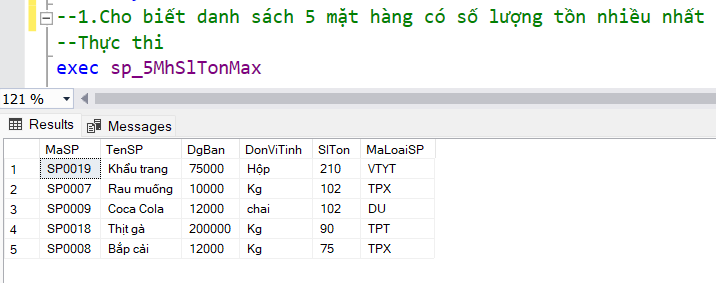 --1.Cho biết danh sách 5 mặt hàng có số lượng tồn nhiều nhất
--Thực thi
exec sp_5MhSlTonMax
121 %
Results Messages
MaSP TenSP DgBan DonViTinh SlTon MaLoaiSP
1 SP0019 Khẩu trang 75000 Hộp 210 VTYT
2 SP0007 Rau muống 10000 Kg 102 TPX
3 SP0009 Coca Cola 12000 chai 102 DU
4 SP0018 Thịt gà 200000 Kg 90 TPT
5 SP0008 Bắp cải 12000 Kg 75 TPX